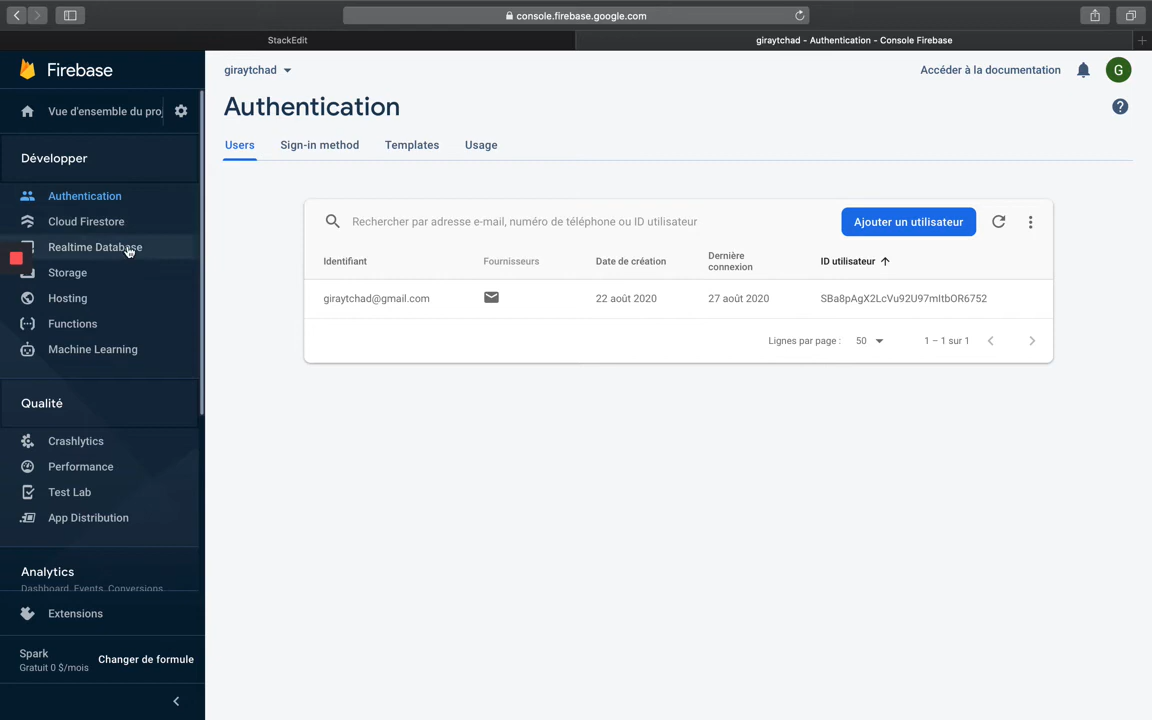 console.firebase.google.com
StackEdit
giraytchad - Authentication - Console Firebase
Firebase
Vue d'ensemble du pro
Développer
Authentication
Cloud Firestore
Realtime Database
Storage
Hosting
Functions
Machine Learning
Qualité
Crashlytics
Performance
Test Lab
App Distribution
Analytics
Dashboard, Events, Conversions
Extensions
Spark
Gratuit 0 $/mois
Changer de formule
giraytchad
Accéder à la documentation
G
Authentication
?
Users Sign-in method Templates Usage
Rechercher par adresse e-mail, numéro de téléphone ou ID utilisateur
Ajouter un utilisateur
Identifiant Fournisseurs Date de création Dernière connexion ID utilisateur
giraytchad@gmail.com 22 août 2020 27 août 2020 SBa8pAgX2LcVu92U97mltbOR6752
Lignes par page : 50 1 – 1 sur 1